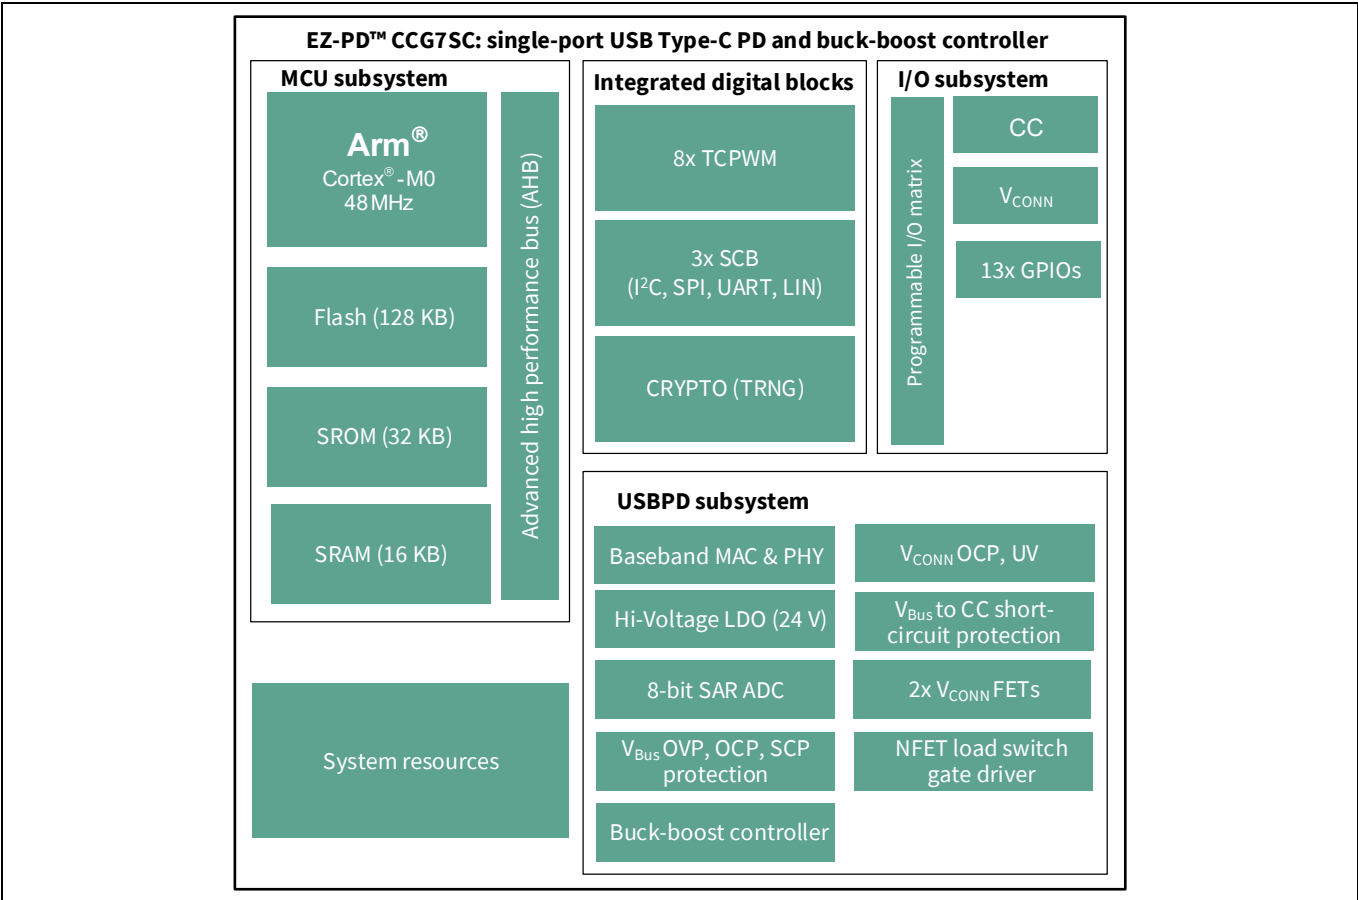 EZ-PD™ CCG7SC: single-port USB Type-C PD and buck-boost controller
MCU subsystem
Arm®
Cortex®-M0
48 MHz
Flash (128 KB)
SROM (32 KB)
SRAM (16 KB)
Advanced high performance bus (AHB)
Integrated digital blocks
8x TCPWM
3x SCB
(I²C, SPI, UART, LIN)
CRYPTO (TRNG)
I/O subsystem
Programmable I/O matrix
CC
VCONN
13x GPIOs
USBPD subsystem
Baseband MAC & PHY
Hi-Voltage LDO (24 V)
8-bit SAR ADC
VBus OVP, OCP, SCP
protection
Buck-boost controller
VCONN OCP, UV
VBus to CC short-
circuit protection
2x VCONN FETs
NFET load switch
gate driver
System resources